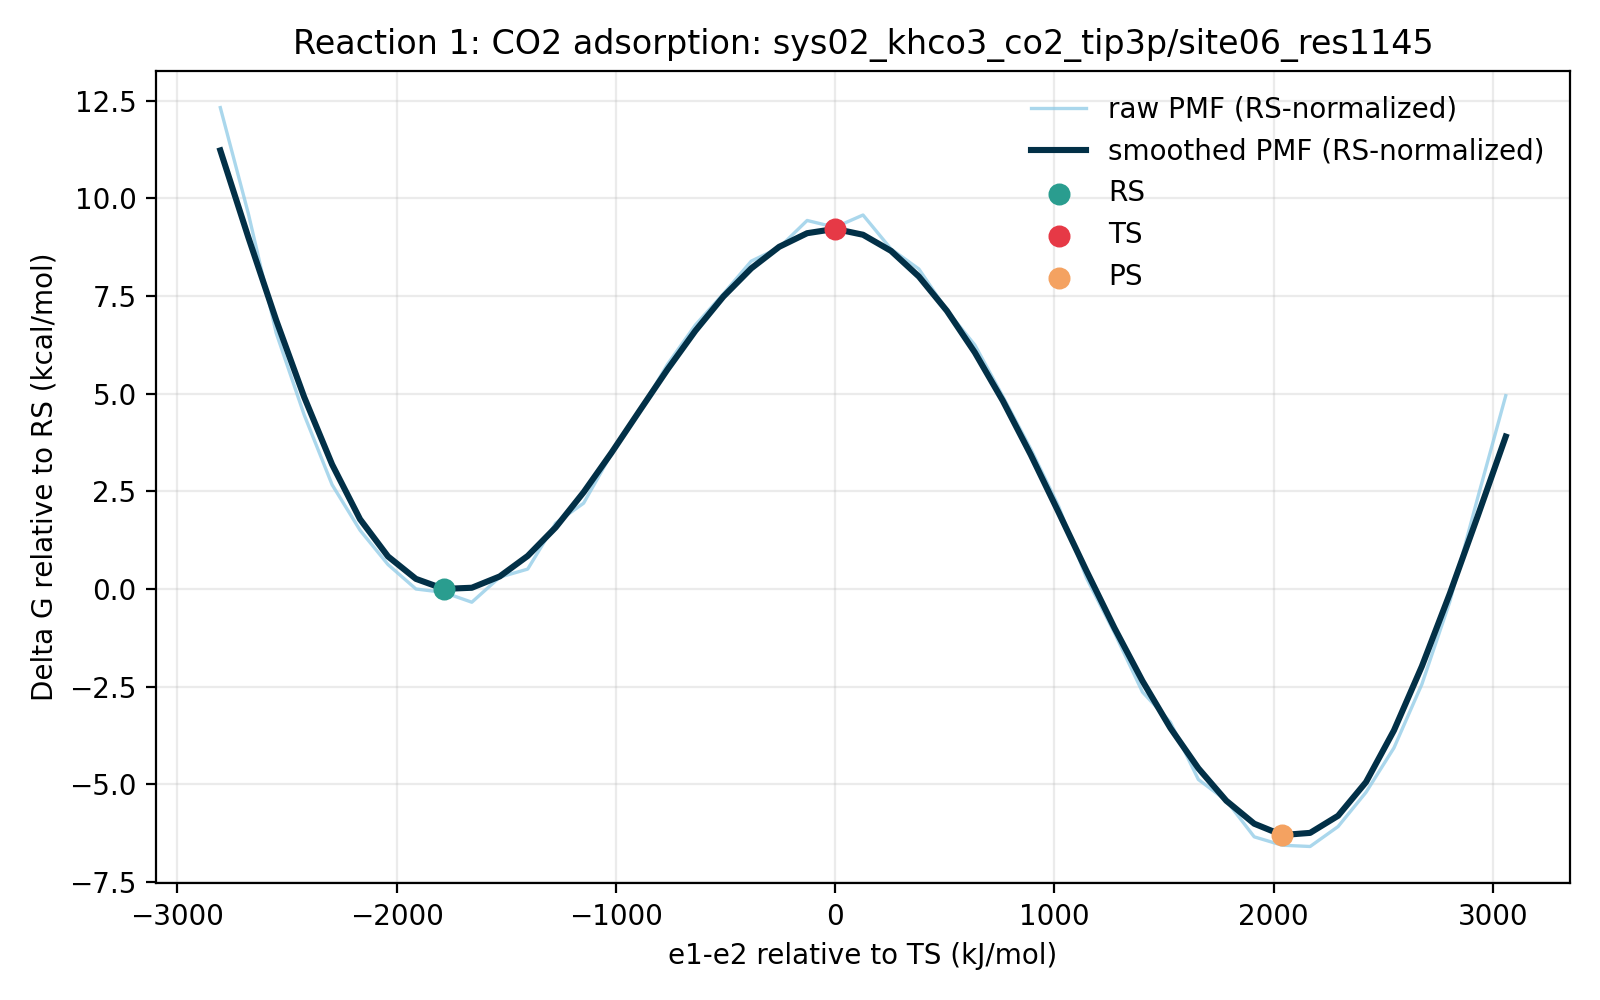 Reaction 1: CO2 adsorption: sys02_khco3_co2_tip3p/site06_res1145
raw PMF (RS-normalized)
smoothed PMF (RS-normalized)
RS
TS
PS
Delta G relative to RS (kcal/mol)
12.5
10.0
7.5
5.0
2.5
0.0
−2.5
−5.0
−7.5
−3000 −2000 −1000 0 1000 2000 3000
e1-e2 relative to TS (kJ/mol)